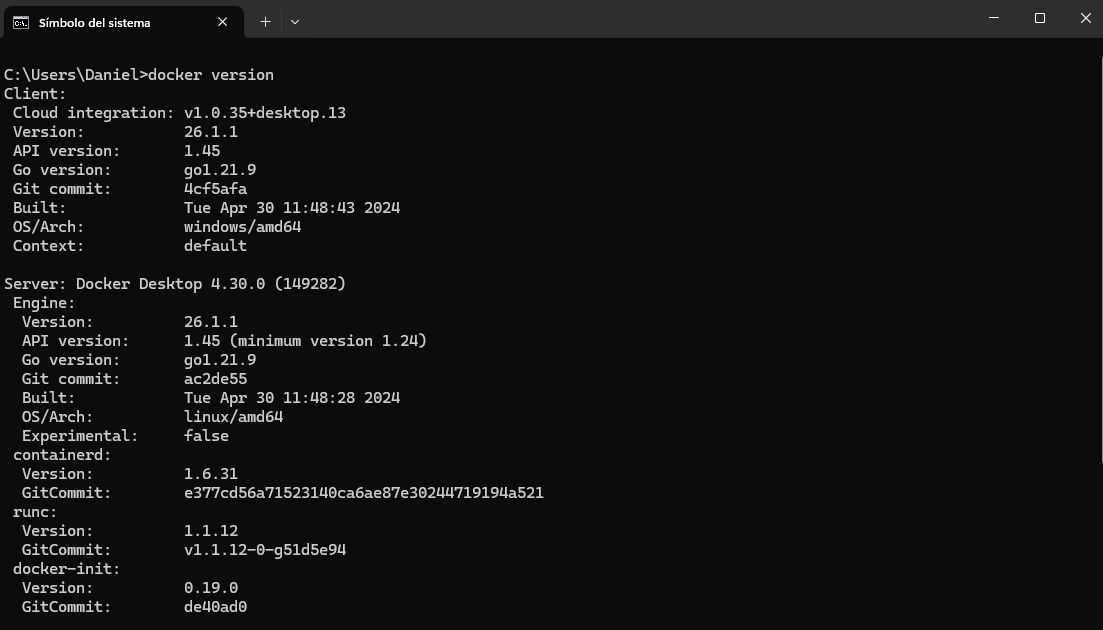 Símbolo del sistema
C:\Users\Daniel>docker version
Client:
 Cloud integration: v1.0.35+desktop.13
 Version:           26.1.1
 API version:       1.45
 Go version:        go1.21.9
 Git commit:        4cf5afa
 Built:             Tue Apr 30 11:48:43 2024
 OS/Arch:           windows/amd64
 Context:           default

Server: Docker Desktop 4.30.0 (149282)
 Engine:
  Version:          26.1.1
  API version:      1.45 (minimum version 1.24)
  Go version:       go1.21.9
  Git commit:       ac2de55
  Built:            Tue Apr 30 11:48:28 2024
  OS/Arch:          linux/amd64
  Experimental:     false
 containerd:
  Version:          1.6.31
  GitCommit:        e377cd56a71523140ca6ae87e30244719194a521
 runc:
  Version:          1.1.12
  GitCommit:        v1.1.12-0-g51d5e94
 docker-init:
  Version:          0.19.0
  GitCommit:        de40ad0